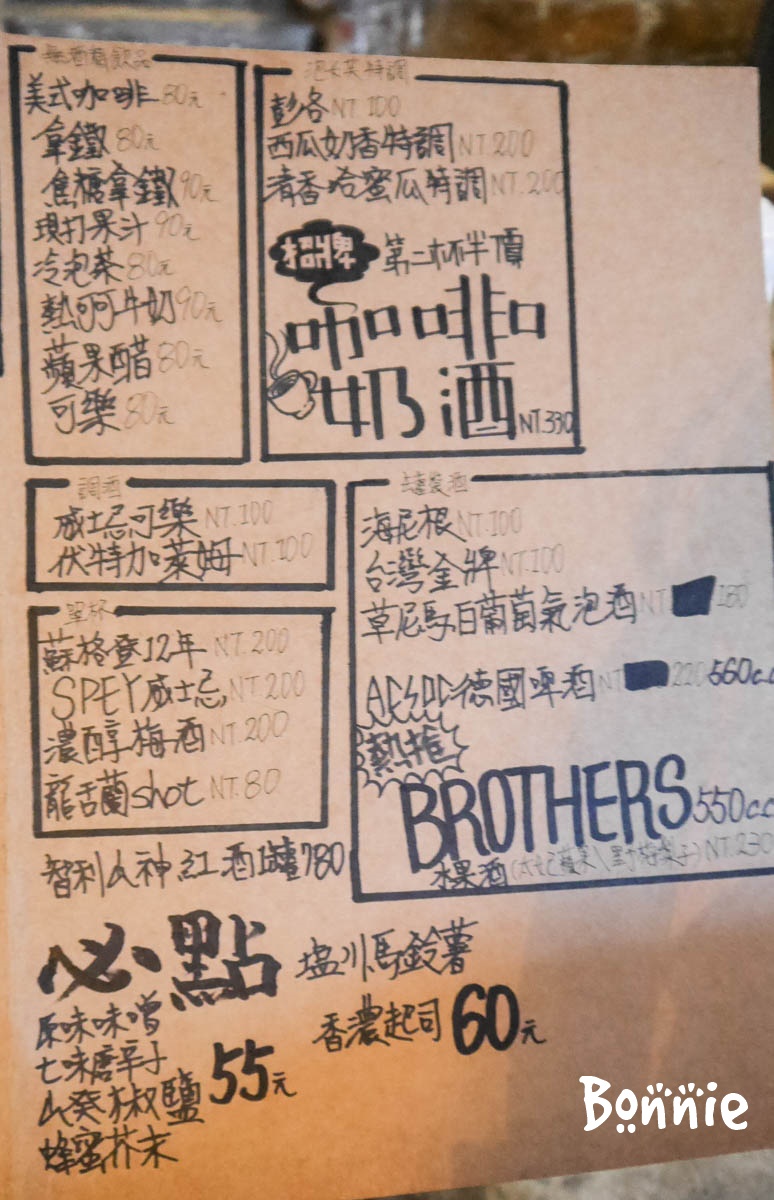 無酒精飲品
美式咖啡 80元
拿鐵 80元
焦糖拿鐵 90元
現打果汁 90元
冷泡茶 80元
熱可可牛奶 90元
蘋果醋 80元
可樂 80元
特調
彭各 NT.100
西瓜奶香特調 NT.200
清香哈蜜瓜特調 NT.200
招牌 第二杯半價
咖啡
奶酒 NT.330
調酒
威士忌可樂 NT.100
伏特加萊姆 NT.100
單杯
蘇格登12年 NT.200
SPEY威士忌 NT.200
濃醇梅酒 NT.200
龍舌蘭shot NT.80
酒
海尼根 NT.100
台灣金牌 NT.100
草尼馬白葡萄氣泡酒 NT 180
德國啤酒 NT 220 560c.c
熱推
BROTHERS 550cc
水果酒 NT.230
智利 神紅酒1罐780
必點 塩川馬鈴薯
原味味噌
七味唐辛子
山葵椒鹽 55元
蜂蜜芥末
香濃起司 60元
Bonnie